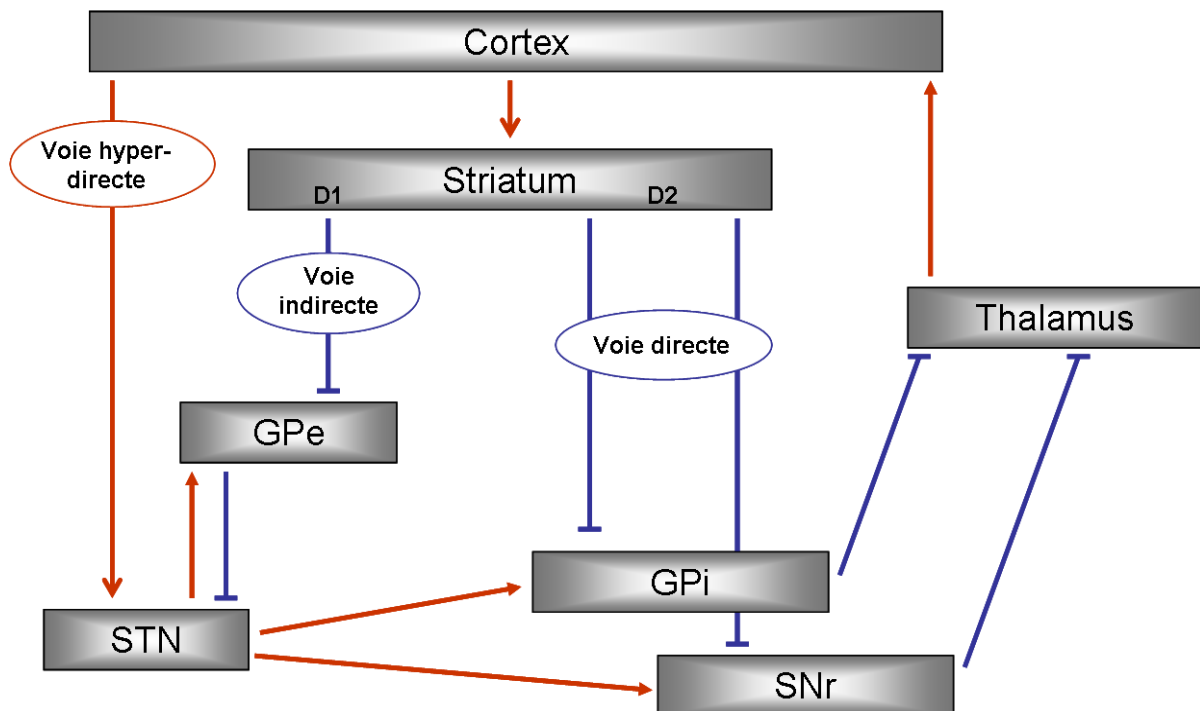 Cortex
Voie hyper-
directe
Striatum
D1
D2
Voie
indirecte
Thalamus
Voie directe
GPe
GPi
STN
SNr